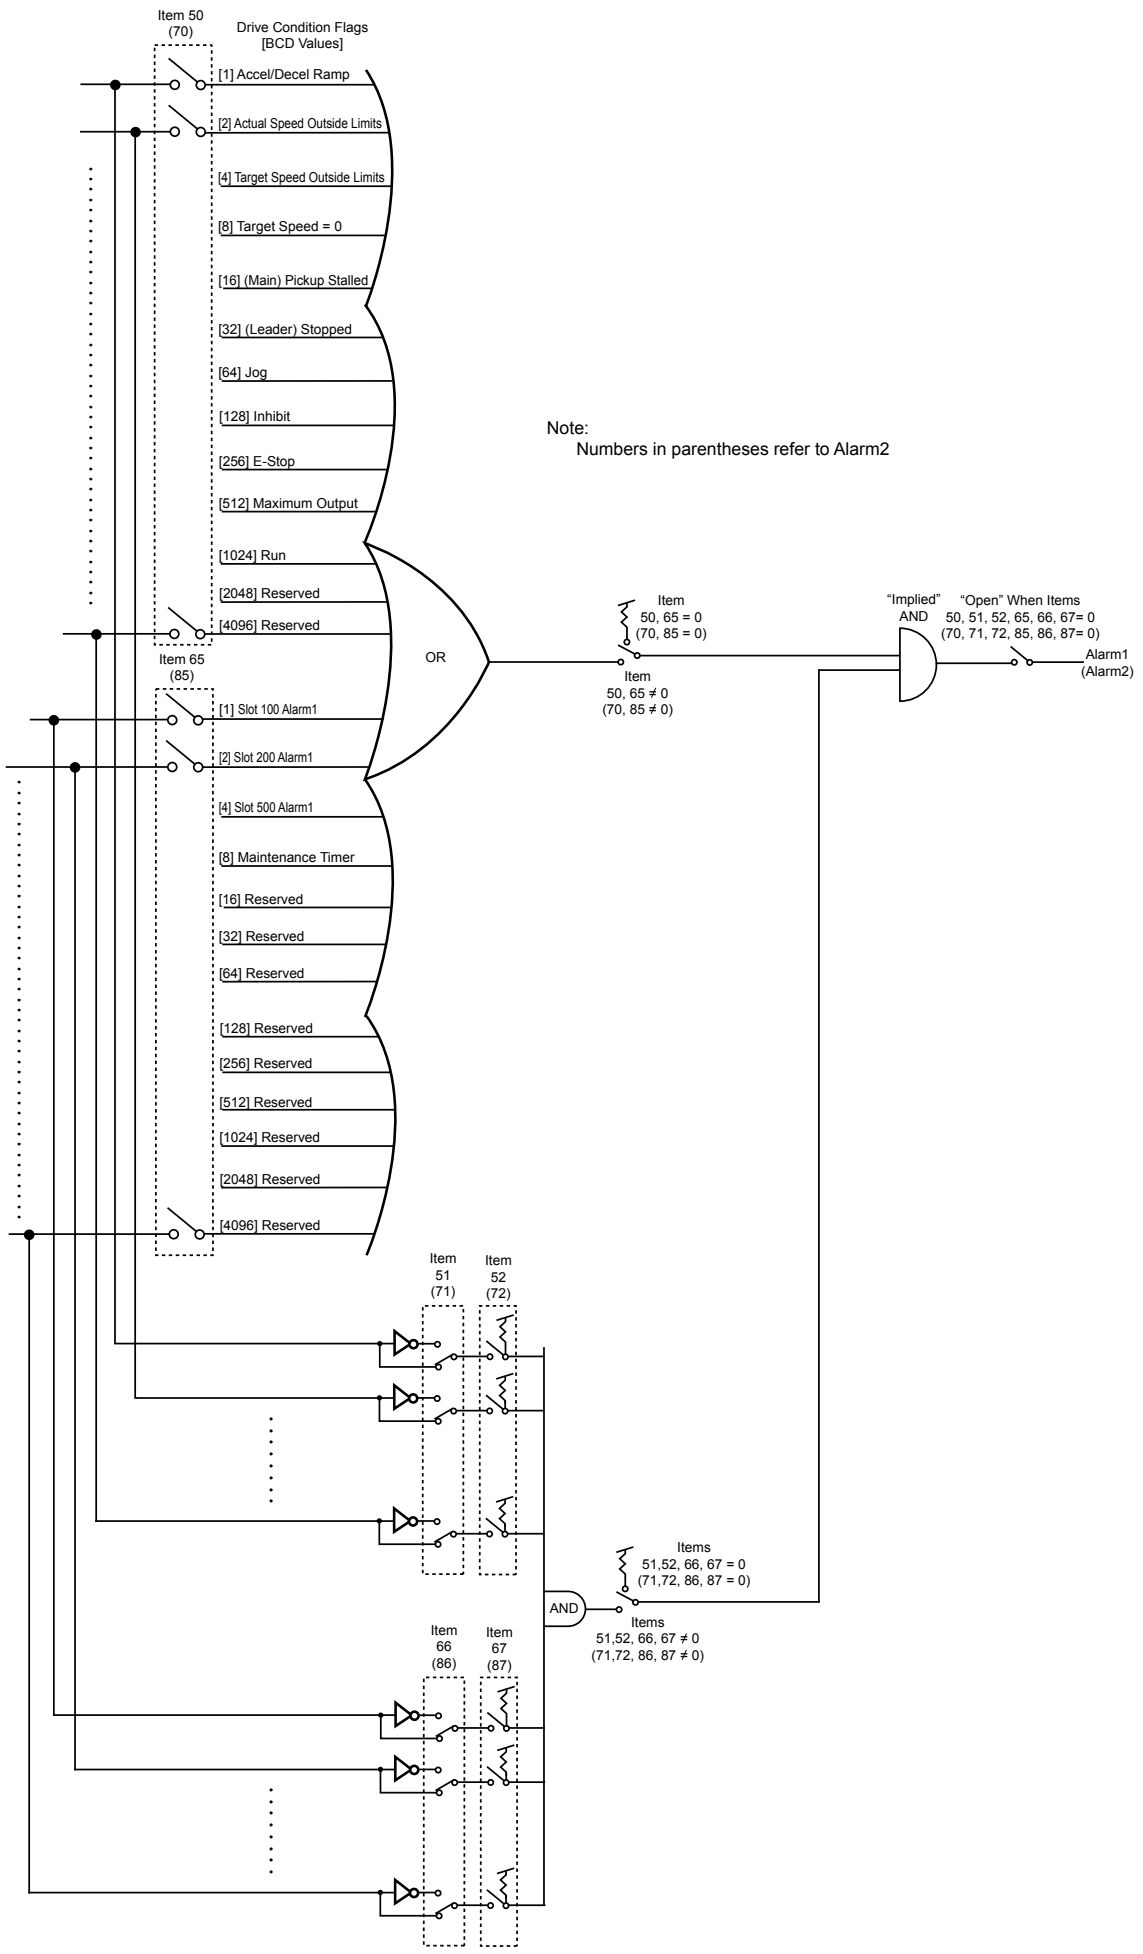 Item 50
(70)
Drive Condition Flags
[BCD Values]
[1] Accel/Decel Ramp
[2] Actual Speed Outside Limits
[4] Target Speed Outside Limits
[8] Target Speed = 0
[16] (Main) Pickup Stalled
[32] (Leader) Stopped
[64] Jog
[128] Inhibit
[256] E-Stop
[512] Maximum Output
[1024] Run
[2048] Reserved
[4096] Reserved
Note:
Numbers in parentheses refer to Alarm2
Item 65
(85)
[1] Slot 100 Alarm1
[2] Slot 200 Alarm1
[4] Slot 500 Alarm1
[8] Maintenance Timer
[16] Reserved
[32] Reserved
[64] Reserved
[128] Reserved
[256] Reserved
[512] Reserved
[1024] Reserved
[2048] Reserved
[4096] Reserved
OR
Item
50, 65 = 0
(70, 85 = 0)
Item
50, 65 ≠ 0
(70, 85 ≠ 0)
“Implied”
AND
“Open” When Items
50, 51, 52, 65, 66, 67= 0
(70, 71, 72, 85, 86, 87= 0)
Alarm1
(Alarm2)
Item
51
(71)
Item
52
(72)
AND
Items
51,52, 66, 67 = 0
(71,72, 86, 87 = 0)
Items
51,52, 66, 67 ≠ 0
(71,72, 86, 87 ≠ 0)
Item
66
(86)
Item
67
(87)